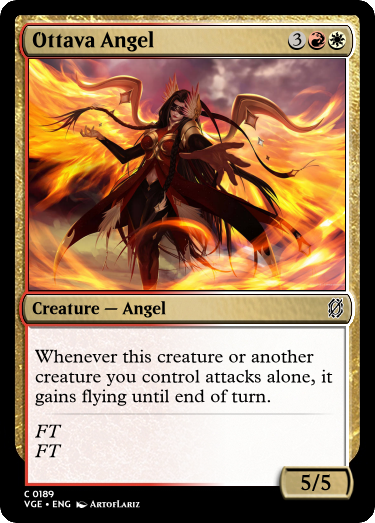 Ottava Angel 3
Creature — Angel
Whenever this creature or another
creature you control attacks alone, it
gains flying until end of turn.
FT
FT
5/5
C 0189
VGE • ENG ArtofLariz